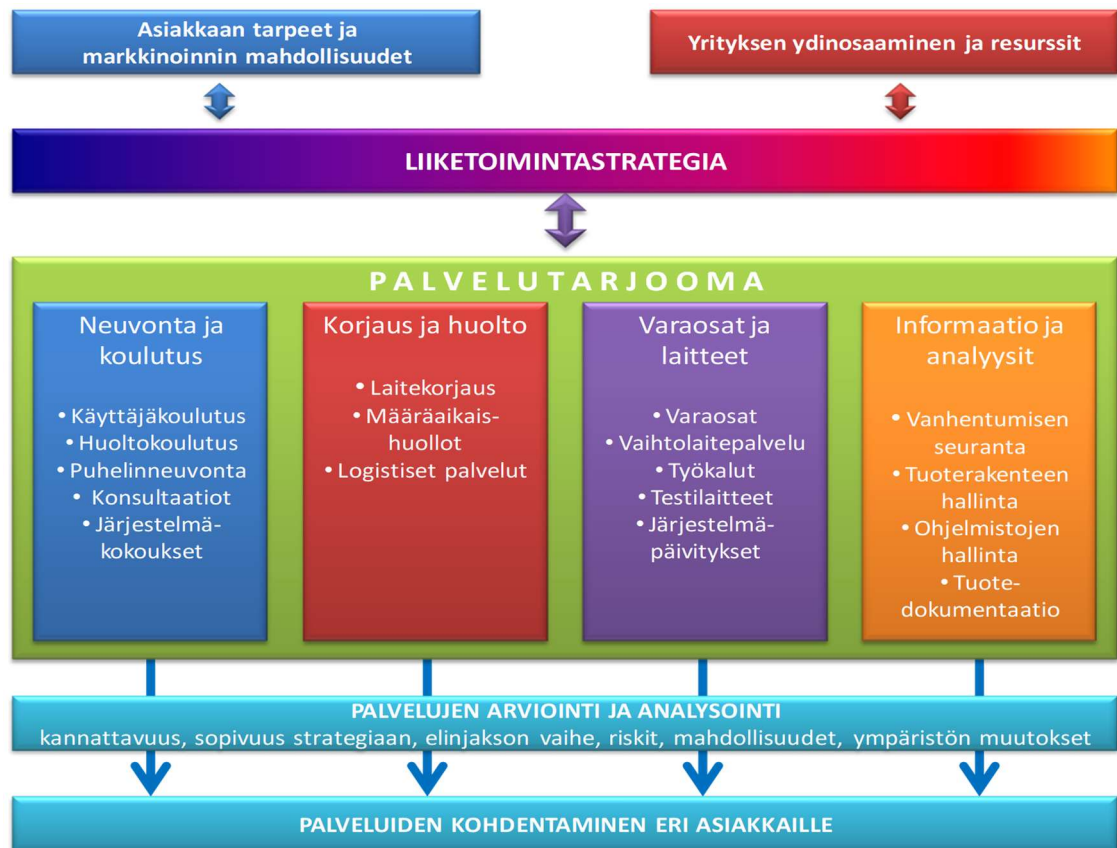 Asiakkaan tarpeet ja
markkinoinnin mahdollisuudet
Yrityksen ydinosaaminen ja resurssit
LIIKETOIMINTASTRATEGIA
PALVELUTARJOOMA
Neuvonta ja
koulutus
• Käyttäjäkoulutus
• Huoltokoulutus
• Puhelinneuvonta
• Konsultaatiot
• Järjestelmä-
kokoukset
Korjaus ja huolto
• Laitekorjaus
• Määräaikais-
huollot
• Logistiset palvelut
Varaosat ja
laitteet
• Varaosat
• Vaihtolaitepalvelu
• Työkalut
• Testilaitteet
• Järjestelmä-
päivitykset
Informaatio ja
analyysit
• Vanhentumisen
seuranta
• Tuoterakenteen
hallinta
• Ohjelmistojen
hallinta
• Tuote-
dokumentaatio
PALVELUJEN ARVIOINTI JA ANALYSOINTI
kannattavuus, sopivuus strategiaan, elinjakson vaihe, riskit, mahdollisuudet, ympäristön muutokset
PALVELUIDEN KOHDENTAMINEN ERI ASIAKKAILLE